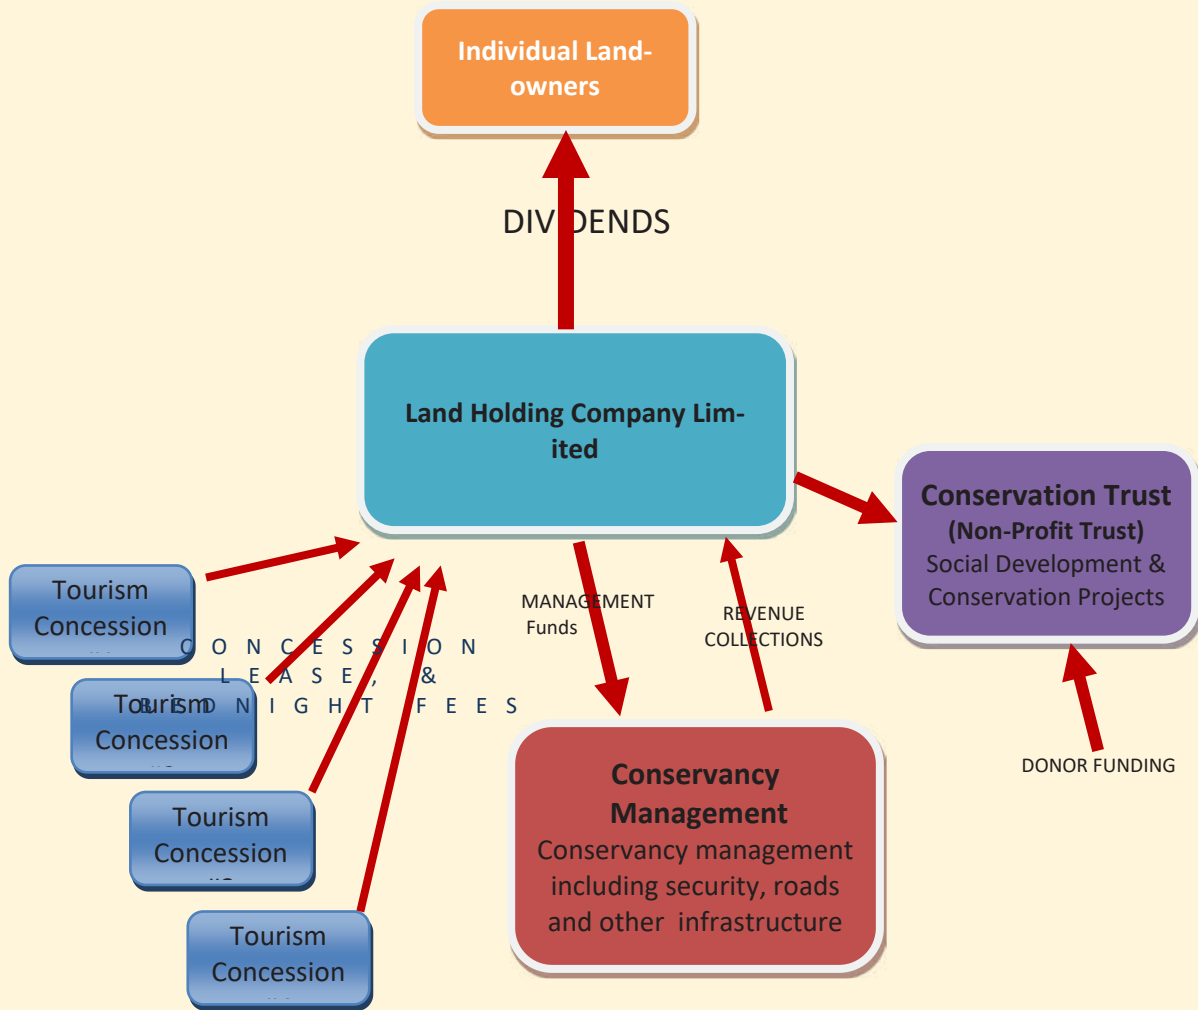 Individual Land-
owners
DIVIDENDS
Land Holding Company Lim-
ited
Conservation Trust
(Non-Profit Trust)
Social Development &
Conservation Projects
Tourism
Concession
MANAGEMENT
Funds
REVENUE
COLLECTIONS
CONCESSION
LEASE, &
BEDNIGHT FEES
Tourism
Concession
DONOR FUNDING
Conservancy
Management
Conservancy management
including security, roads
and other infrastructure
Tourism
Concession
Tourism
Concession